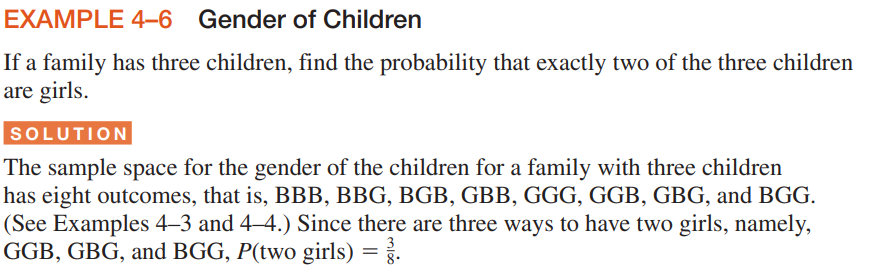 EXAMPLE 4–6 Gender of Children
If a family has three children, find the probability that exactly two of the three children
are girls.
SOLUTION
The sample space for the gender of the children for a family with three children
has eight outcomes, that is, BBB, BBG, BGB, GBB, GGG, GGB, GBG, and BGG.
(See Examples 4–3 and 4–4.) Since there are three ways to have two girls, namely,
GGB, GBG, and BGG, P(two girls) = 3/8.